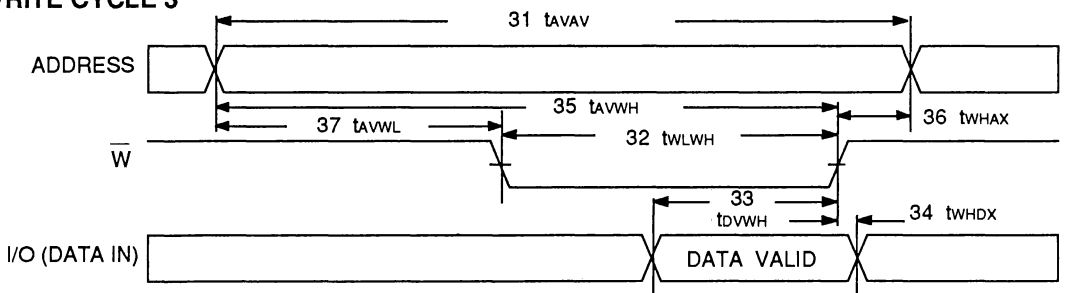 WRITE CYCLE 3
31 tAVAV
ADDRESS
35 tAVWH
37 tAVWL
32 tWLWH
36 tWHAX
W
33
tDVWH
34 tWHDX
I/O (DATA IN)
DATA VALID